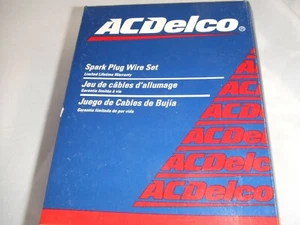 ACDelco®
Spark Plug Wire Set
Limited Lifetime Warranty
Jeu de câbles d'allumage
Garantie limitée à vie
Juego de Cables de Bujía
Garantía limitada de por vida
ACDelco
ACDelco
ACDelco
ACDelco
ACDelco